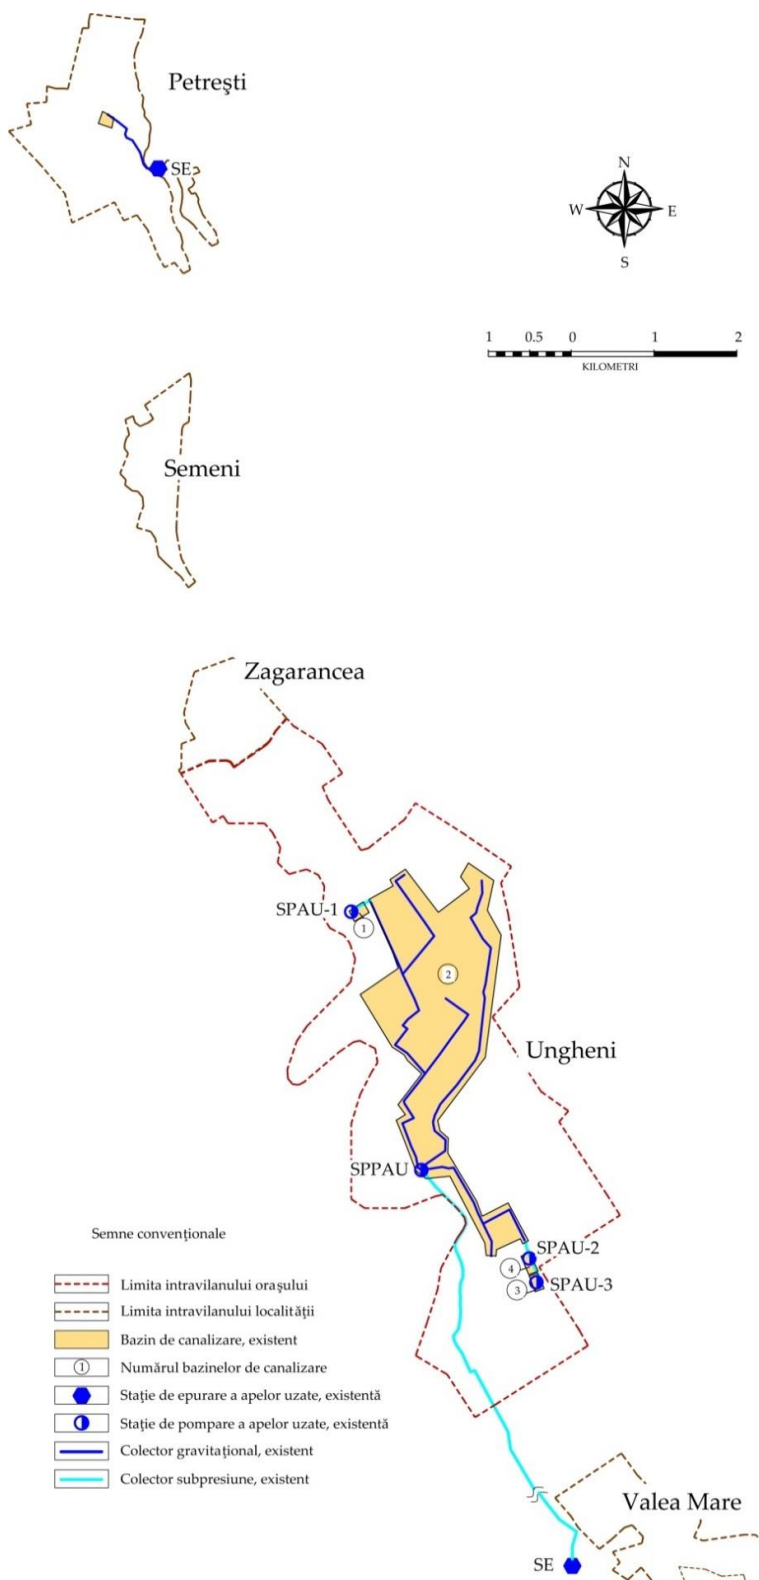 Petreşti
SE
N
W
E
S
1 0.5 0 1 2
KILOMETRI
Semeni
Zagarancea
SPAU-1
1
2
Ungheni
SPPAU
SPAU-2
4
SPAU-3
3
Semne convenţionale
Limita intravilanului oraşului
Limita intravilanului localităţii
Bazin de canalizare, existent
1 Numărul bazinelor de canalizare
Staţie de epurare a apelor uzate, existentă
Staţie de pompare a apelor uzate, existentă
Colector gravitaţional, existent
Colector subpresiune, existent
Valea Mare
SE